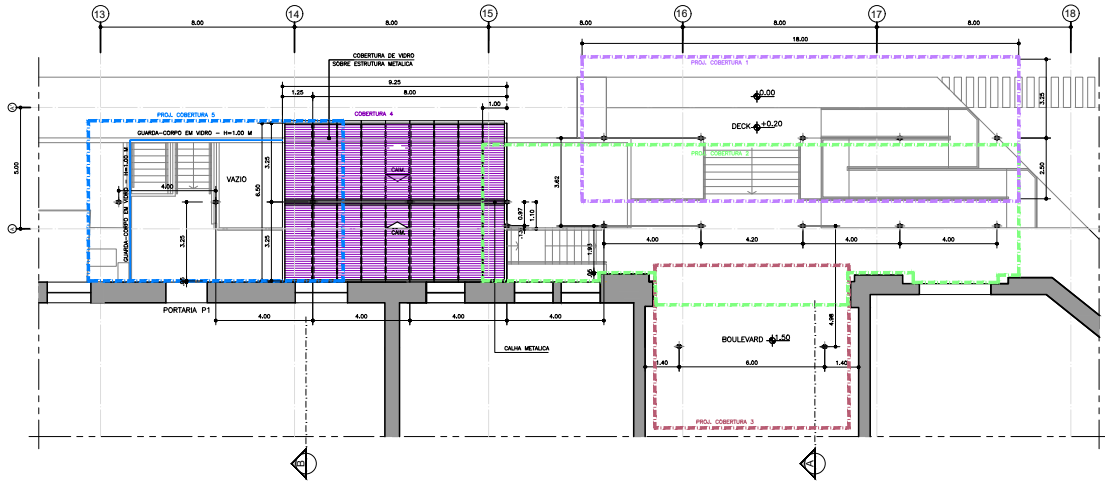 13
14
15
16
17
18
8.00
8.00
8.00
8.00
8.00
18.00
COBERTURA DE VIDRO
SOBRE ESTRUTURA METALICA
PROJ. COBERTURA 1
9.25
1.25
8.00
1.00
±0.00
3.25
PROJ. COBERTURA 5
COBERTURA 4
DECK
+0.20
GUARDA-CORPO EM VIDRO - H=1.00 M
5.00
GUARDA-CORPO EM VIDRO - H=1.00 M
4.00
VAZIO
3.25
6.50
CAIM.
3.62
PROJ. COBERTURA 2
2.50
3.25
3.25
CAIM.
0.97
1.10
1.93
4.00
4.20
4.00
4.00
PORTARIA P1
4.00
4.00
4.00
4.00
CALHA METALICA
BOULEVARD
-1.50
4.98
1.40
6.00
1.40
PROJ. COBERTURA 3
B
A